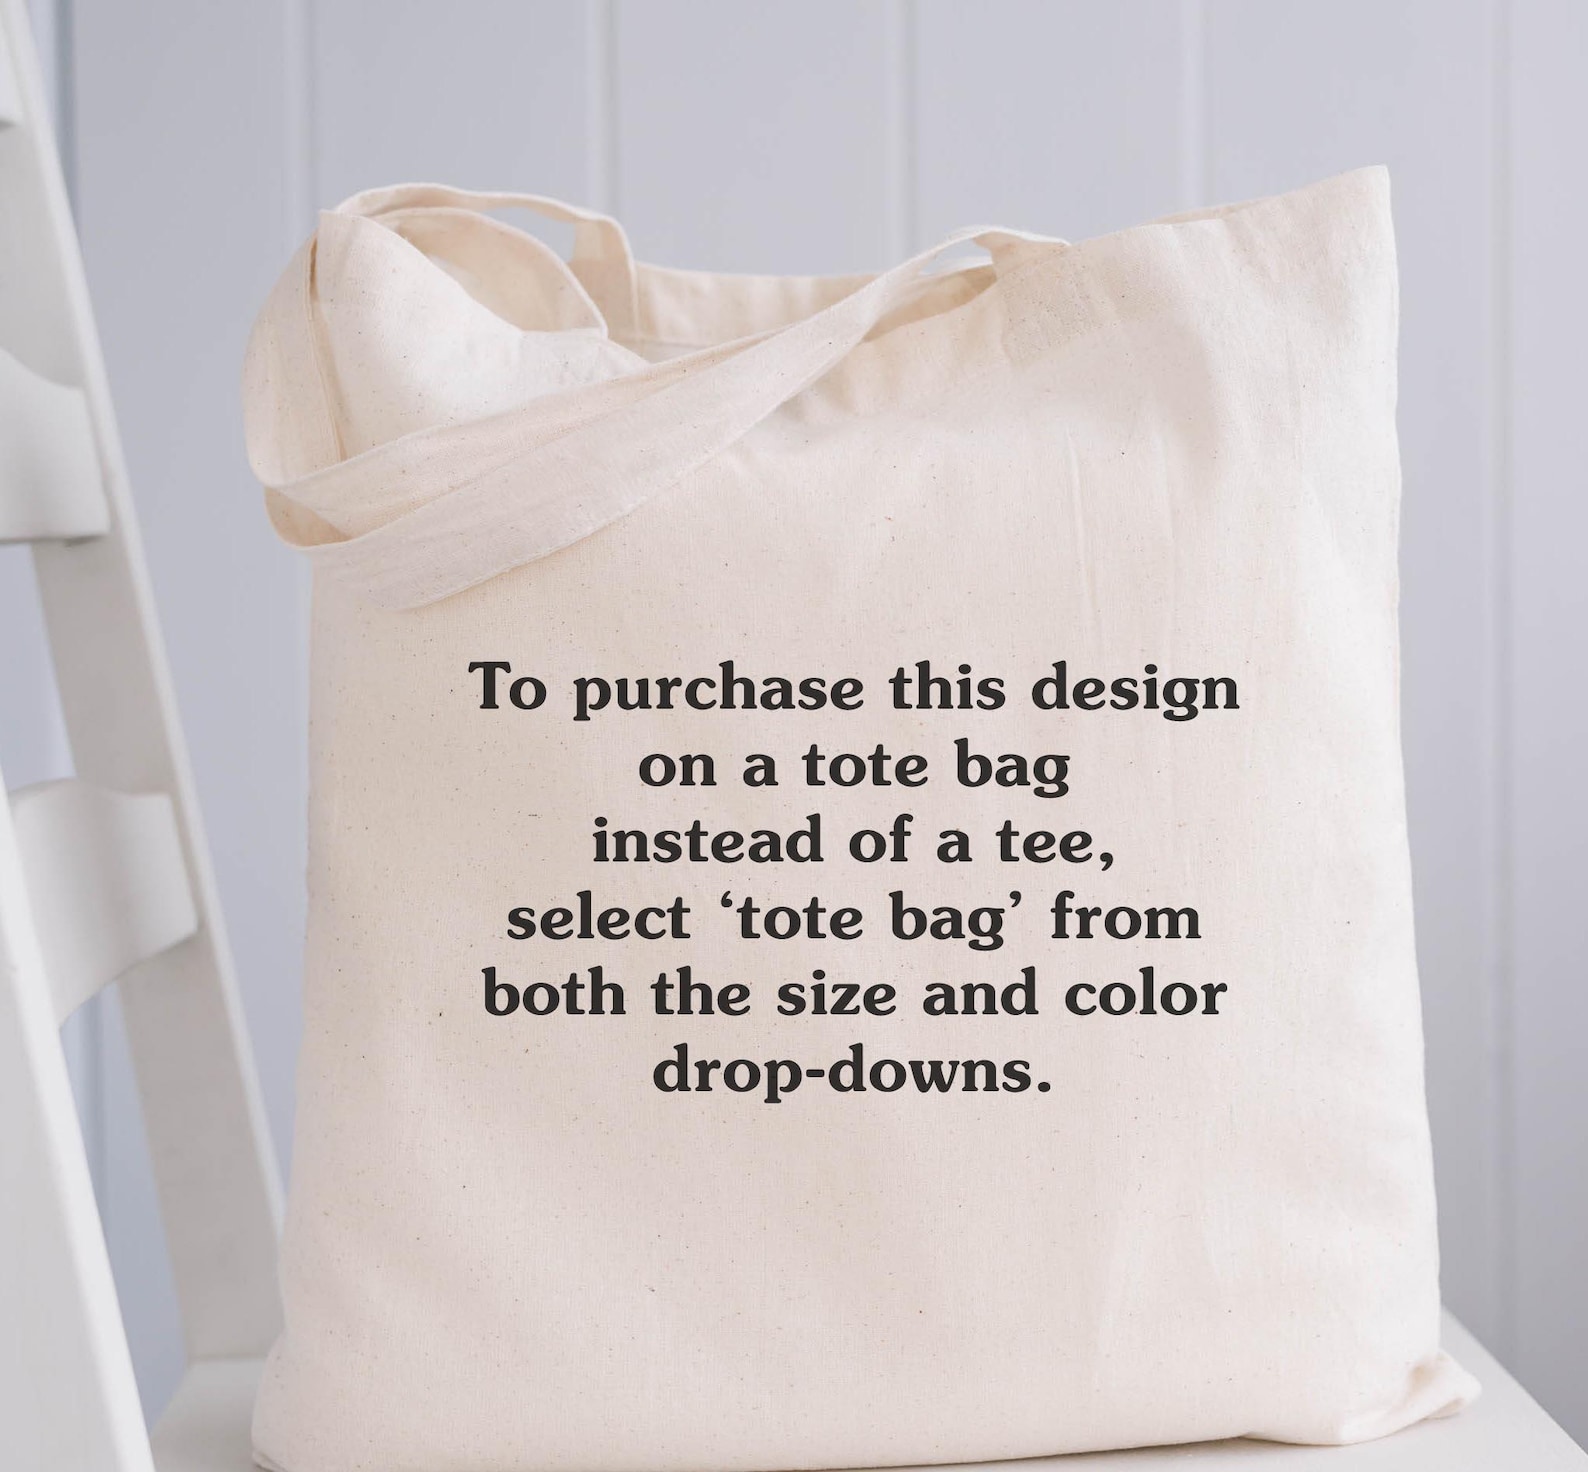 To purchase this design
on a tote bag
instead of a tee,
select ‘tote bag’ from
both the size and color
drop-downs.